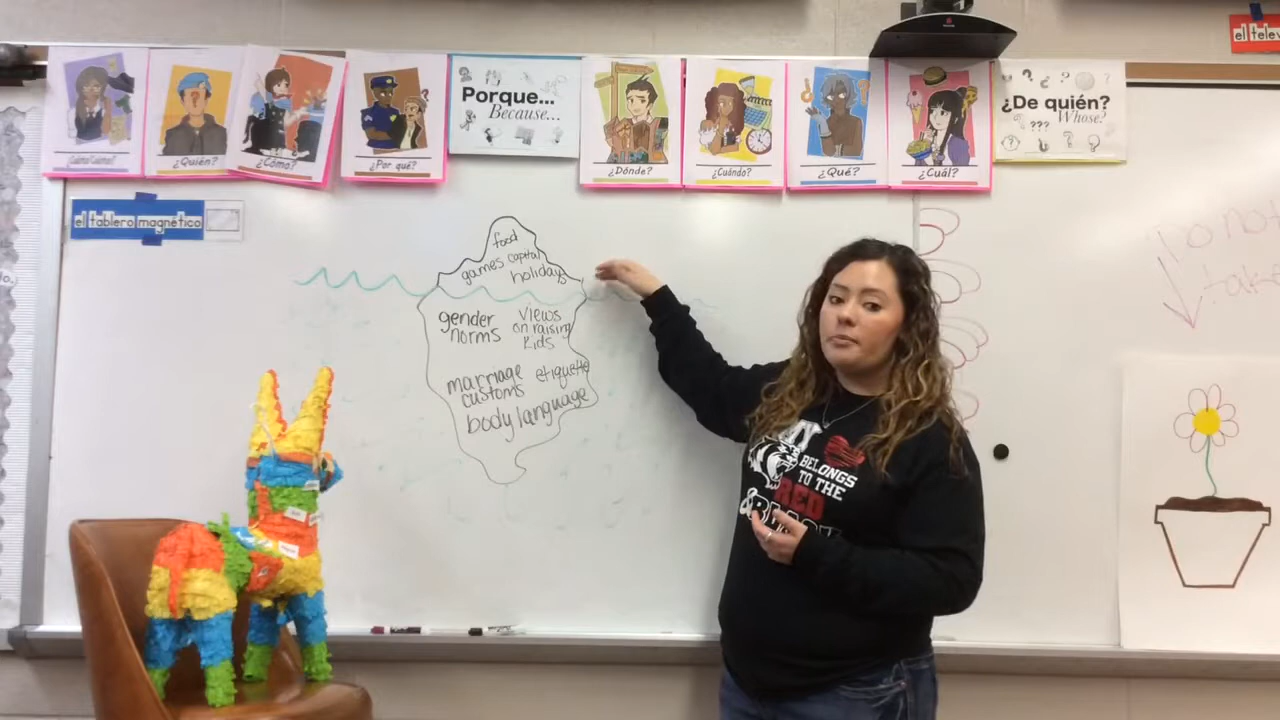 ¿Quién?
¿Cómo?
¿Por qué?
Porque...
Because...
¿Dónde?
¿Cuándo?
¿Qué?
¿Cuál?
¿De quién?
Whose?
???
el tablero magnético
food
games capital
holidays
gender
norms
views
on raising
kids
marriage
customs
etiquette
body language
BELONGS
TO THE
RED